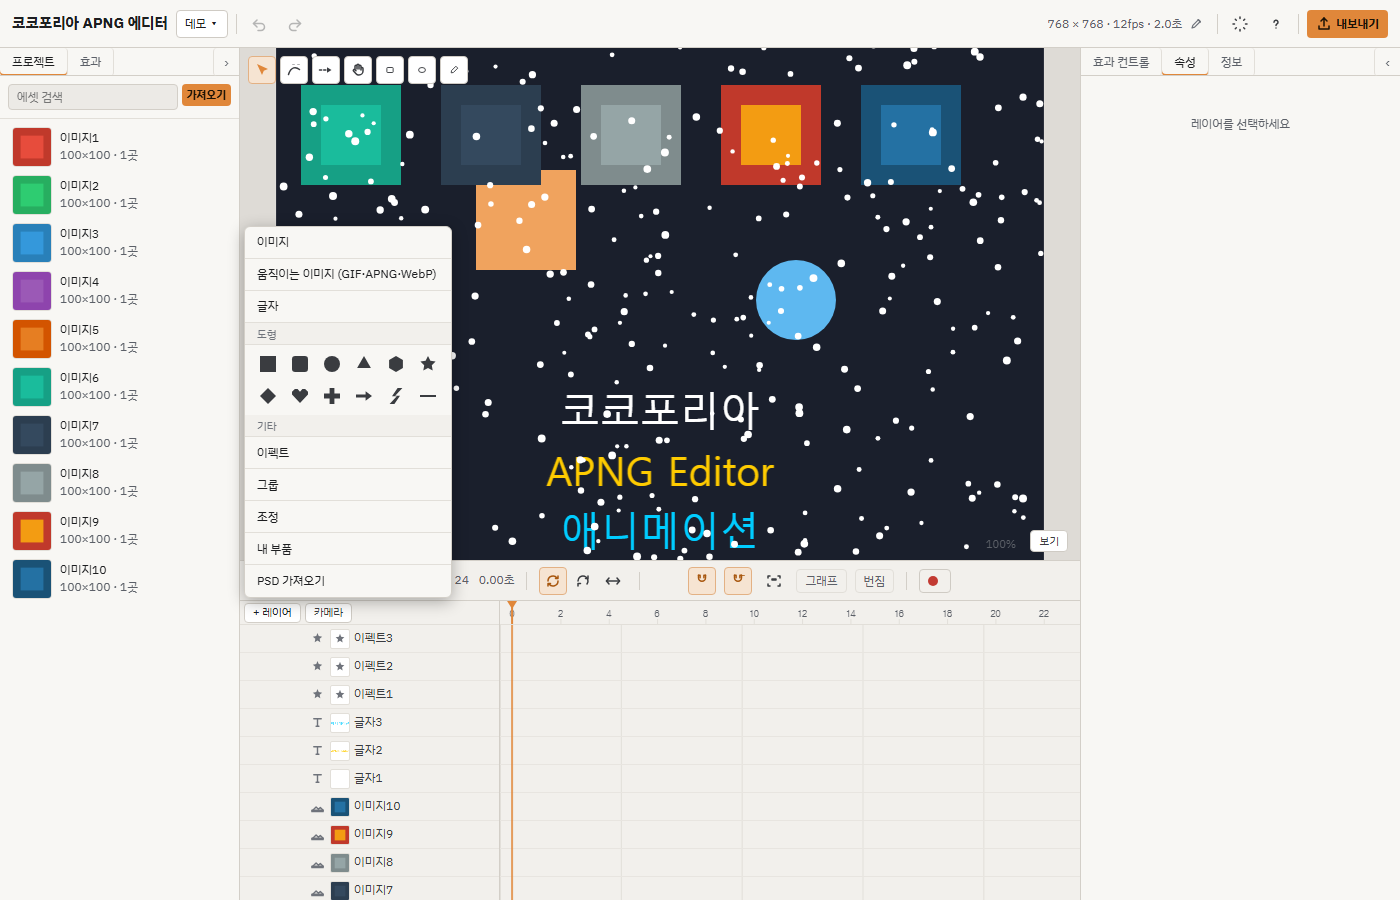 코코포리아 APNG 에디터
데모
768 × 768 · 12fps · 2.0초
?
내보내기
프로젝트
효과
에셋 검색
가져오기
이미지1
100×100 · 1곳
이미지2
100×100 · 1곳
이미지3
100×100 · 1곳
이미지4
100×100 · 1곳
이미지5
100×100 · 1곳
이미지6
100×100 · 1곳
이미지7
100×100 · 1곳
이미지8
100×100 · 1곳
이미지9
100×100 · 1곳
이미지10
100×100 · 1곳
이미지
움직이는 이미지 (GIF·APNG·WebP)
글자
도형
기타
이펙트
그룹
조정
내 부품
PSD 가져오기
코코포리아
APNG Editor
애니메이션
100%
보기
24 0.00초
그래프
번짐
+ 레이어
카메라
0 2 4 6 8 10 12 14 16 18 20 22
이펙트3
이펙트2
이펙트1
글자3
글자2
글자1
이미지10
이미지9
이미지8
이미지7
효과 컨트롤
속성
정보
레이어를 선택하세요